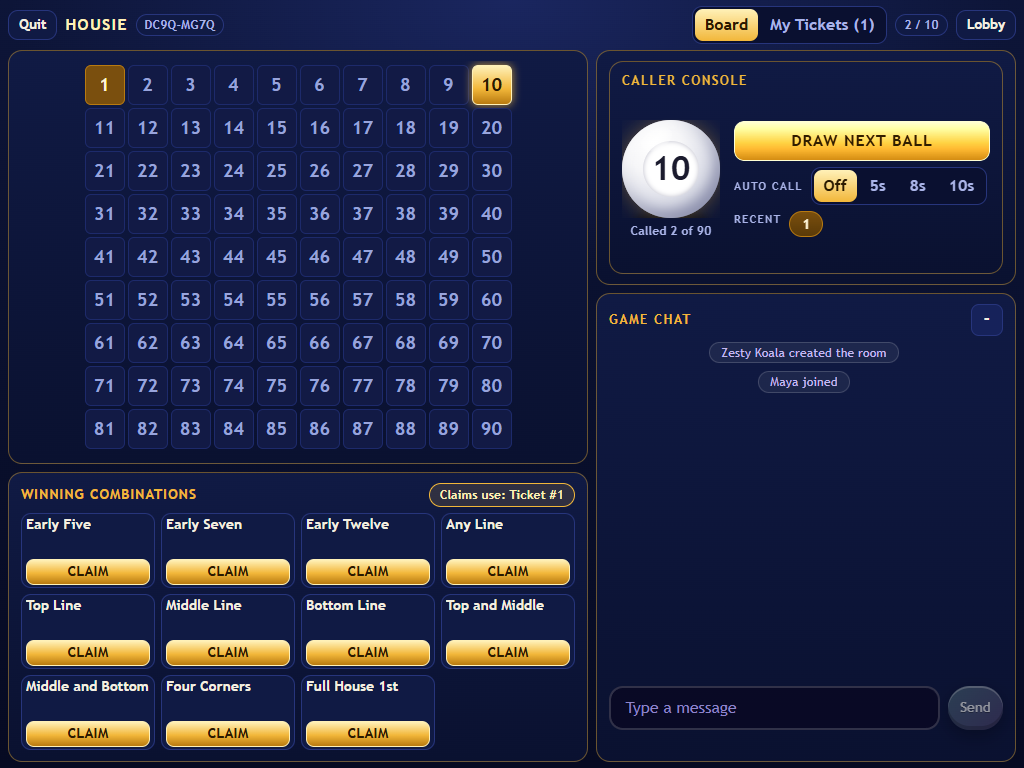 Quit HOUSIE DC9Q-MG7Q Board My Tickets (1) 2 / 10 Lobby
1 2 3 4 5 6 7 8 9 10
11 12 13 14 15 16 17 18 19 20
21 22 23 24 25 26 27 28 29 30
31 32 33 34 35 36 37 38 39 40
41 42 43 44 45 46 47 48 49 50
51 52 53 54 55 56 57 58 59 60
61 62 63 64 65 66 67 68 69 70
71 72 73 74 75 76 77 78 79 80
81 82 83 84 85 86 87 88 89 90
WINNING COMBINATIONS Claims use: Ticket #1
Early Five Early Seven Early Twelve Any Line
CLAIM CLAIM CLAIM CLAIM
Top Line Middle Line Bottom Line Top and Middle
CLAIM CLAIM CLAIM CLAIM
Middle and Bottom Four Corners Full House 1st
CLAIM CLAIM CLAIM
CALLER CONSOLE
10
Called 2 of 90
DRAW NEXT BALL
AUTO CALL Off 5s 8s 10s
RECENT 1
GAME CHAT -
Zesty Koala created the room
Maya joined
Type a message Send